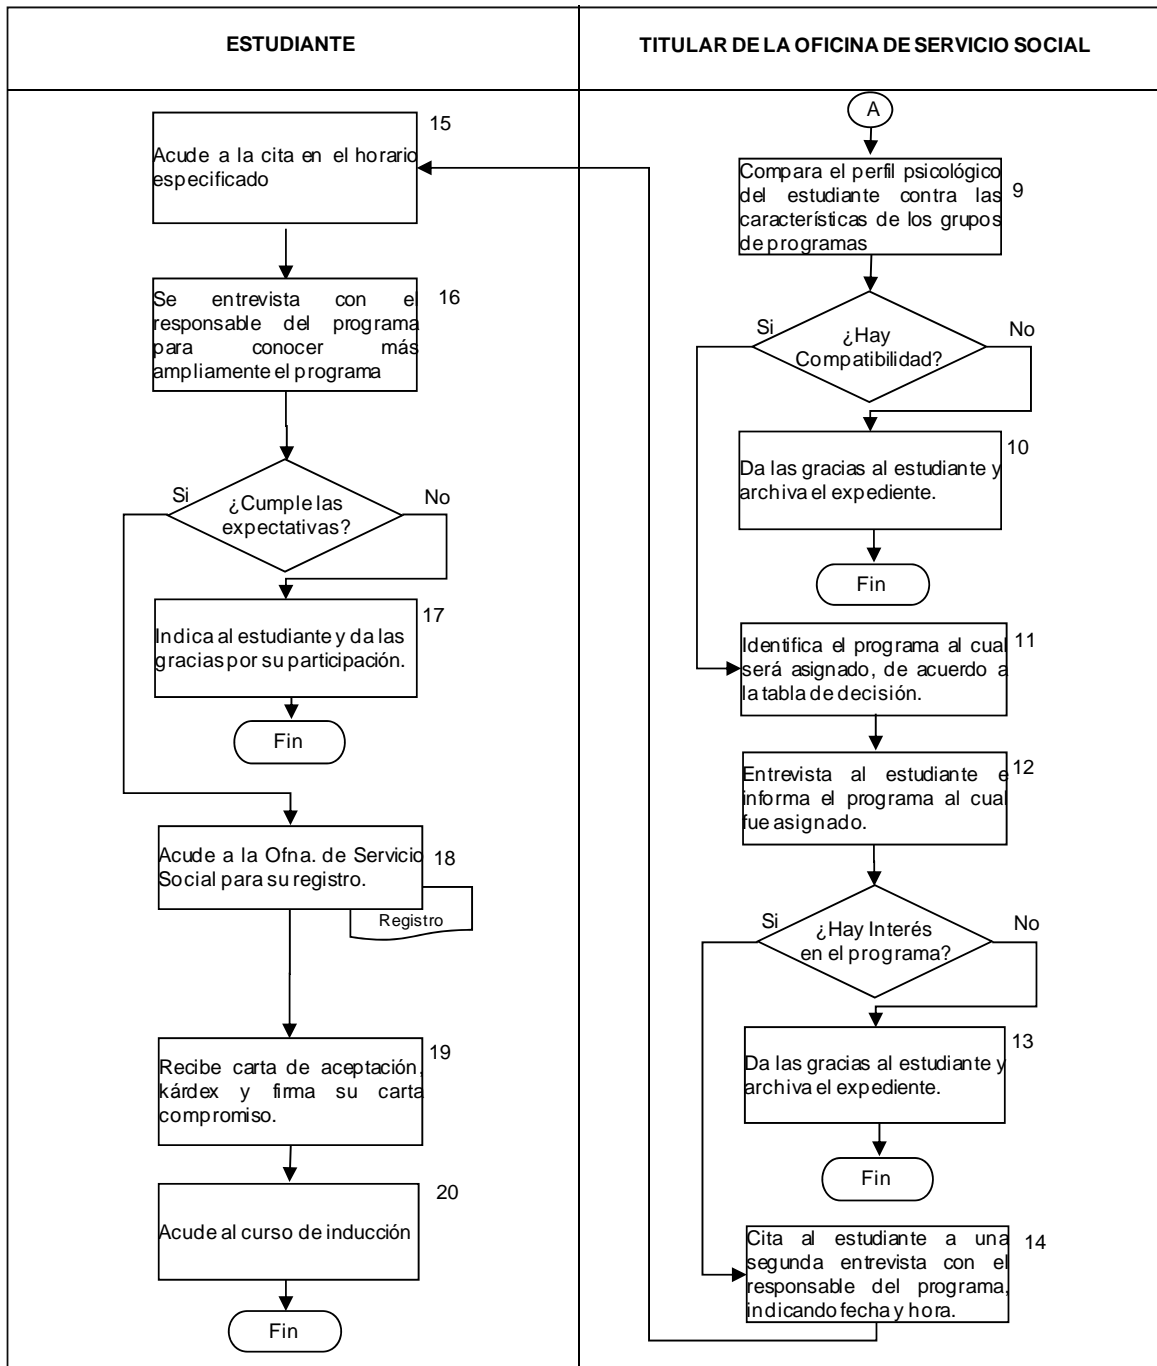 ESTUDIANTE
TITULAR DE LA OFICINA DE SERVICIO SOCIAL
A
Compara el perfil psicológico
del estudiante contra las
características de los grupos
de programas
9
¿Hay
Compatibilidad?
Si
No
Da las gracias al estudiante y
archiva el expediente.
10
Fin
Identifica el programa al cual
será asignado, de acuerdo a
la tabla de decisión.
11
Entrevista al estudiante e
informa el programa al cual
fue asignado.
12
¿Hay Interés
en el programa?
Si
No
Da las gracias al estudiante y
archiva el expediente.
13
Fin
Cita al estudiante a una
segunda entrevista con el
responsable del programa,
indicando fecha y hora.
14
Acude a la cita en el horario
especificado
15
Se entrevista con el
responsable del programa
para conocer más
ampliamente el programa
16
¿Cumple las
expectativas?
Si
No
Indica al estudiante y da las
gracias por su participación.
17
Fin
Acude a la Ofna. de Servicio
Social para su registro.
18
Registro
Recibe carta de aceptación,
kárdex y firma su carta
compromiso.
19
Acude al curso de inducción
20
Fin